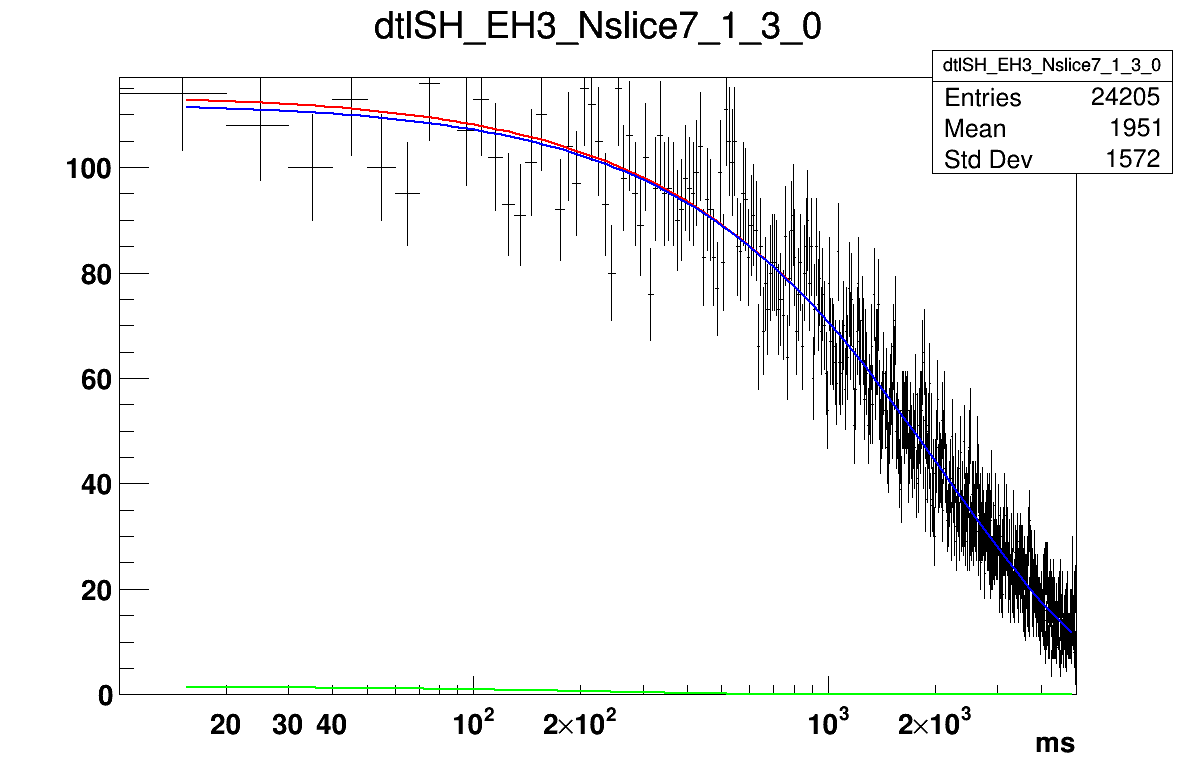 dtlSH_EH3_Nslice7_1_3_0
dtlSH_EH3_Nslice7_1_3_0
Entries 24205
Mean 1951
Std Dev 1572
100
80
60
40
20
0
20 30 40 10² 2×10² 10³ 2×10³
ms